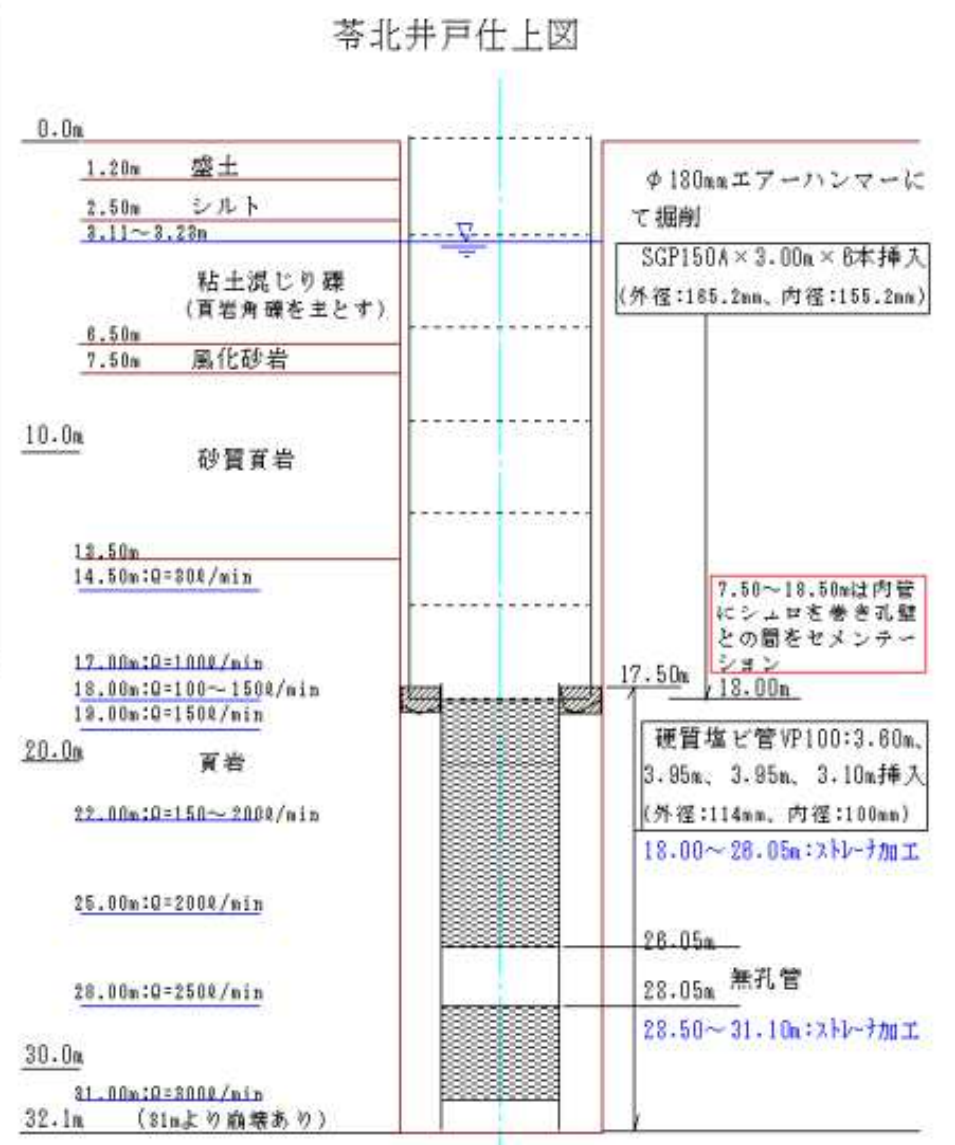 苓北井戸仕上図
0.0m
1.20m 盛土
2.50m シルト
3.11～3.23m
粘土混じり礫
(頁岩角礫を主とす)
6.50m
7.50m 風化砂岩
10.0m
砂質頁岩
13.50m
14.50m:Q=30ℓ/min
17.00m:Q=100ℓ/min
18.00m:Q=100～150ℓ/min
19.00m:Q=150ℓ/min
20.0m
頁岩
22.00m:Q=150～200ℓ/min
25.00m:Q=200ℓ/min
28.00m:Q=250ℓ/min
30.0m
31.00m:Q=300ℓ/min
32.1m (31mより崩壊あり)
φ180mmエアーハンマーに
て掘削
SGP150A×3.00m×6本挿入
(外径:165.2mm、内径:155.2mm)
7.50～18.50mは内管
にシュロを巻き孔壁
との間をセメンテー
ション
17.50m
18.00m
硬質塩ビ管VP100:3.60m、
3.95m、3.95m、3.10m挿入
(外径:114mm、内径:100mm)
18.00～26.05m:ｽﾄﾚｰﾅ加工
26.05m
無孔管
28.05m
28.50～31.10m:ｽﾄﾚｰﾅ加工